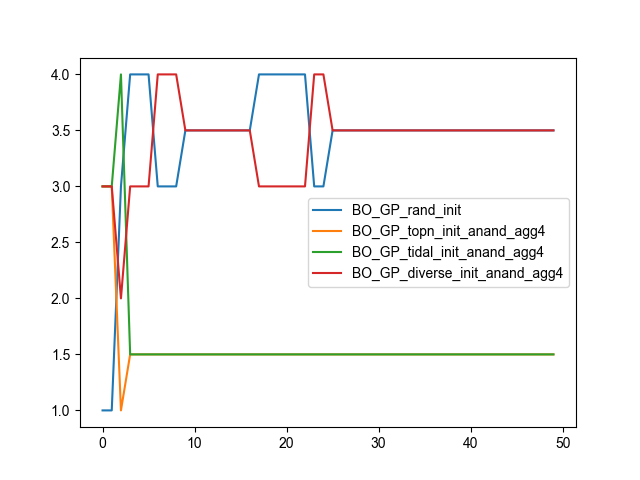 4.0
3.5
3.0
2.5
2.0
1.5
1.0
BO_GP_rand_init
BO_GP_topn_init_anand_agg4
BO_GP_tidal_init_anand_agg4
BO_GP_diverse_init_anand_agg4
0 10 20 30 40 50